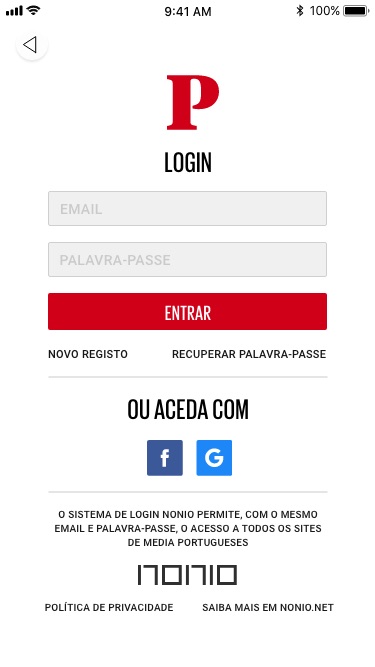 9:41 AM 100%
P
LOGIN
EMAIL
PALAVRA-PASSE
ENTRAR
NOVO REGISTO RECUPERAR PALAVRA-PASSE
OU ACEDA COM
f G
O SISTEMA DE LOGIN NONIO PERMITE, COM O MESMO
EMAIL E PALAVRA-PASSE, O ACESSO A TODOS OS SITES
DE MEDIA PORTUGUESES
nonio
POLÍTICA DE PRIVACIDADE SAIBA MAIS EM NONIO.NET